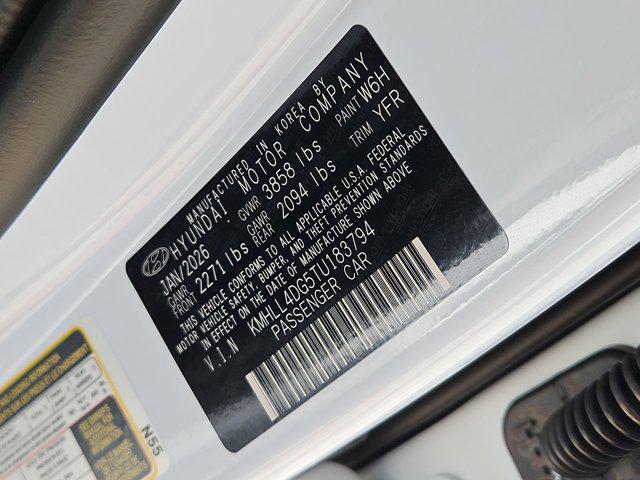 MANUFACTURED IN KOREA BY
HYUNDAI MOTOR COMPANY
JAN/2026 GVWR 3858 lbs PAINT W6H
GAWR FRONT 2271 lbs GAWR REAR 2094 lbs TRIM YFR
THIS VEHICLE CONFORMS TO ALL APPLICABLE U.S.A. FEDERAL
MOTOR VEHICLE SAFETY, BUMPER, AND THEFT PREVENTION STANDARDS
IN EFFECT ON THE DATE OF MANUFACTURE SHOWN ABOVE
V.I.N KMHLL4DG5TU183794
PASSENGER CAR
N55